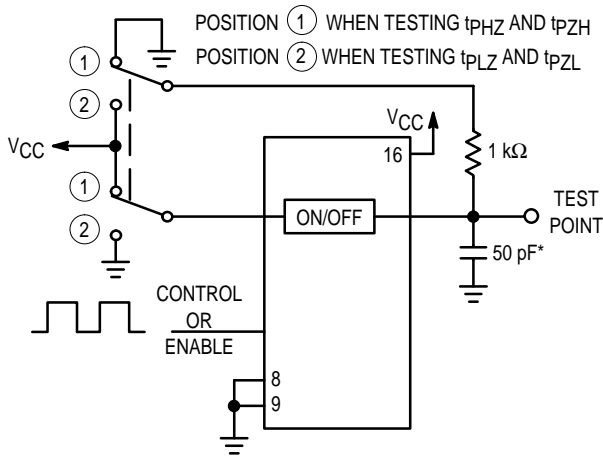 POSITION 1 WHEN TESTING tPHZ AND tPZH
POSITION 2 WHEN TESTING tPLZ AND tPZL
1
2
VCC
1
2
VCC
16
1 kΩ
ON/OFF
TEST
POINT
50 pF*
CONTROL
OR
ENABLE
8
9